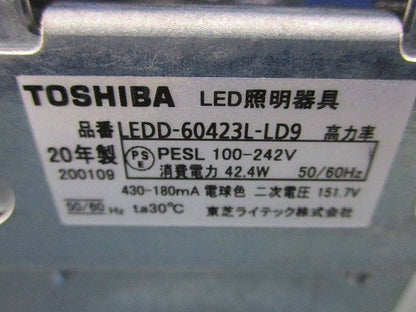 TOSHIBA LED照明器具
品番 LEDD-60423L-LD9 高力率
20年製 PSE PESL 100-242V
200109 消費電力 42.4W 50/60Hz
430-180mA 電球色 二次電圧 151.7V
50/60 Hz ta30℃ 東芝ライテック株式会社